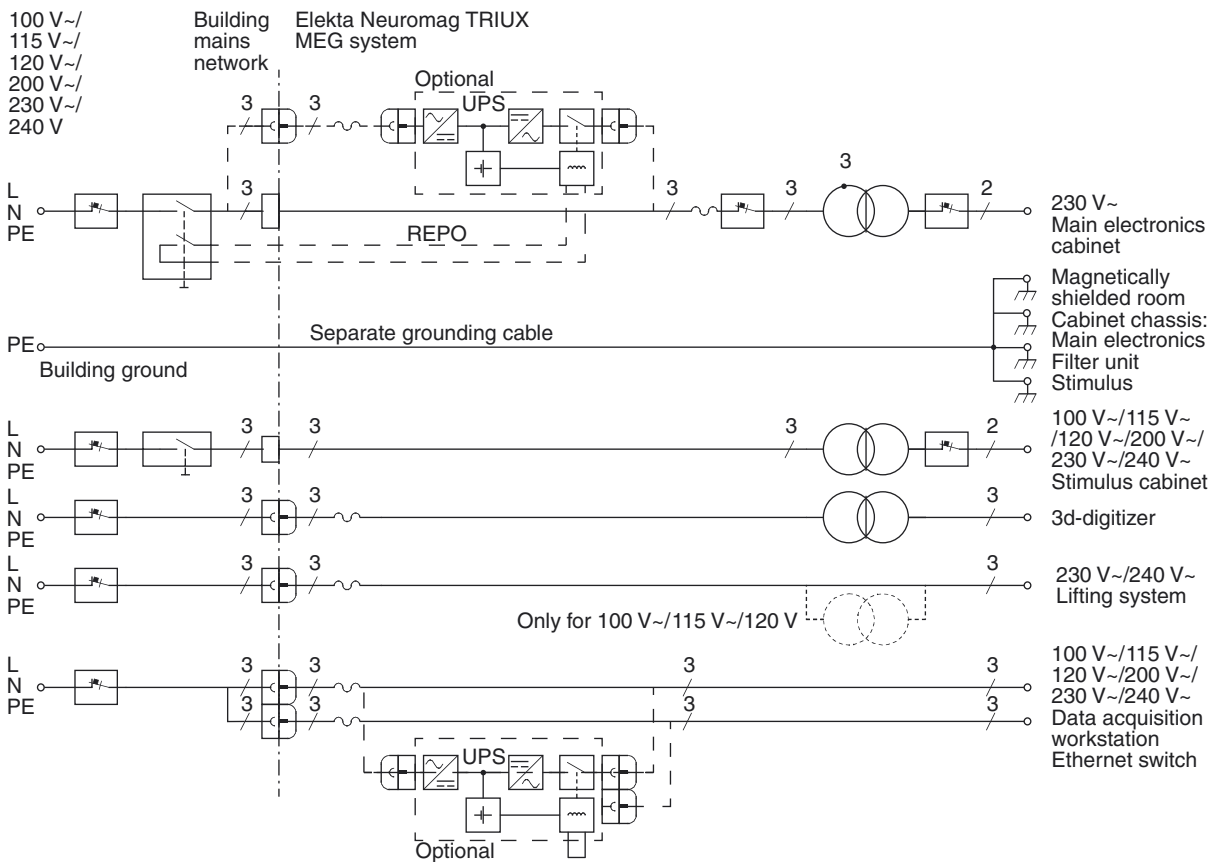 100 V~/
115 V~/
120 V~/
200 V~/
230 V~/
240 V
Building
mains
network
Elekta Neuromag TRIUX
MEG system
Optional
UPS
3
3
L
N
PE
3
REPO
3
3
3
2
230 V~
Main electronics
cabinet
PE
Building ground
Separate grounding cable
Magnetically
shielded room
Cabinet chassis:
Main electronics
Filter unit
Stimulus
L
N
PE
3
3
3
2
100 V~/115 V~
/120 V~/200 V~/
230 V~/240 V~
Stimulus cabinet
L
N
PE
3
3
3
3d-digitizer
L
N
PE
3
3
3
230 V~/240 V~
Lifting system
Only for 100 V~/115 V~/120 V
L
N
PE
3
3
3
3
3
3
3
3
100 V~/115 V~/
120 V~/200 V~/
230 V~/240 V~
Data acquisition
workstation
Ethernet switch
UPS
Optional